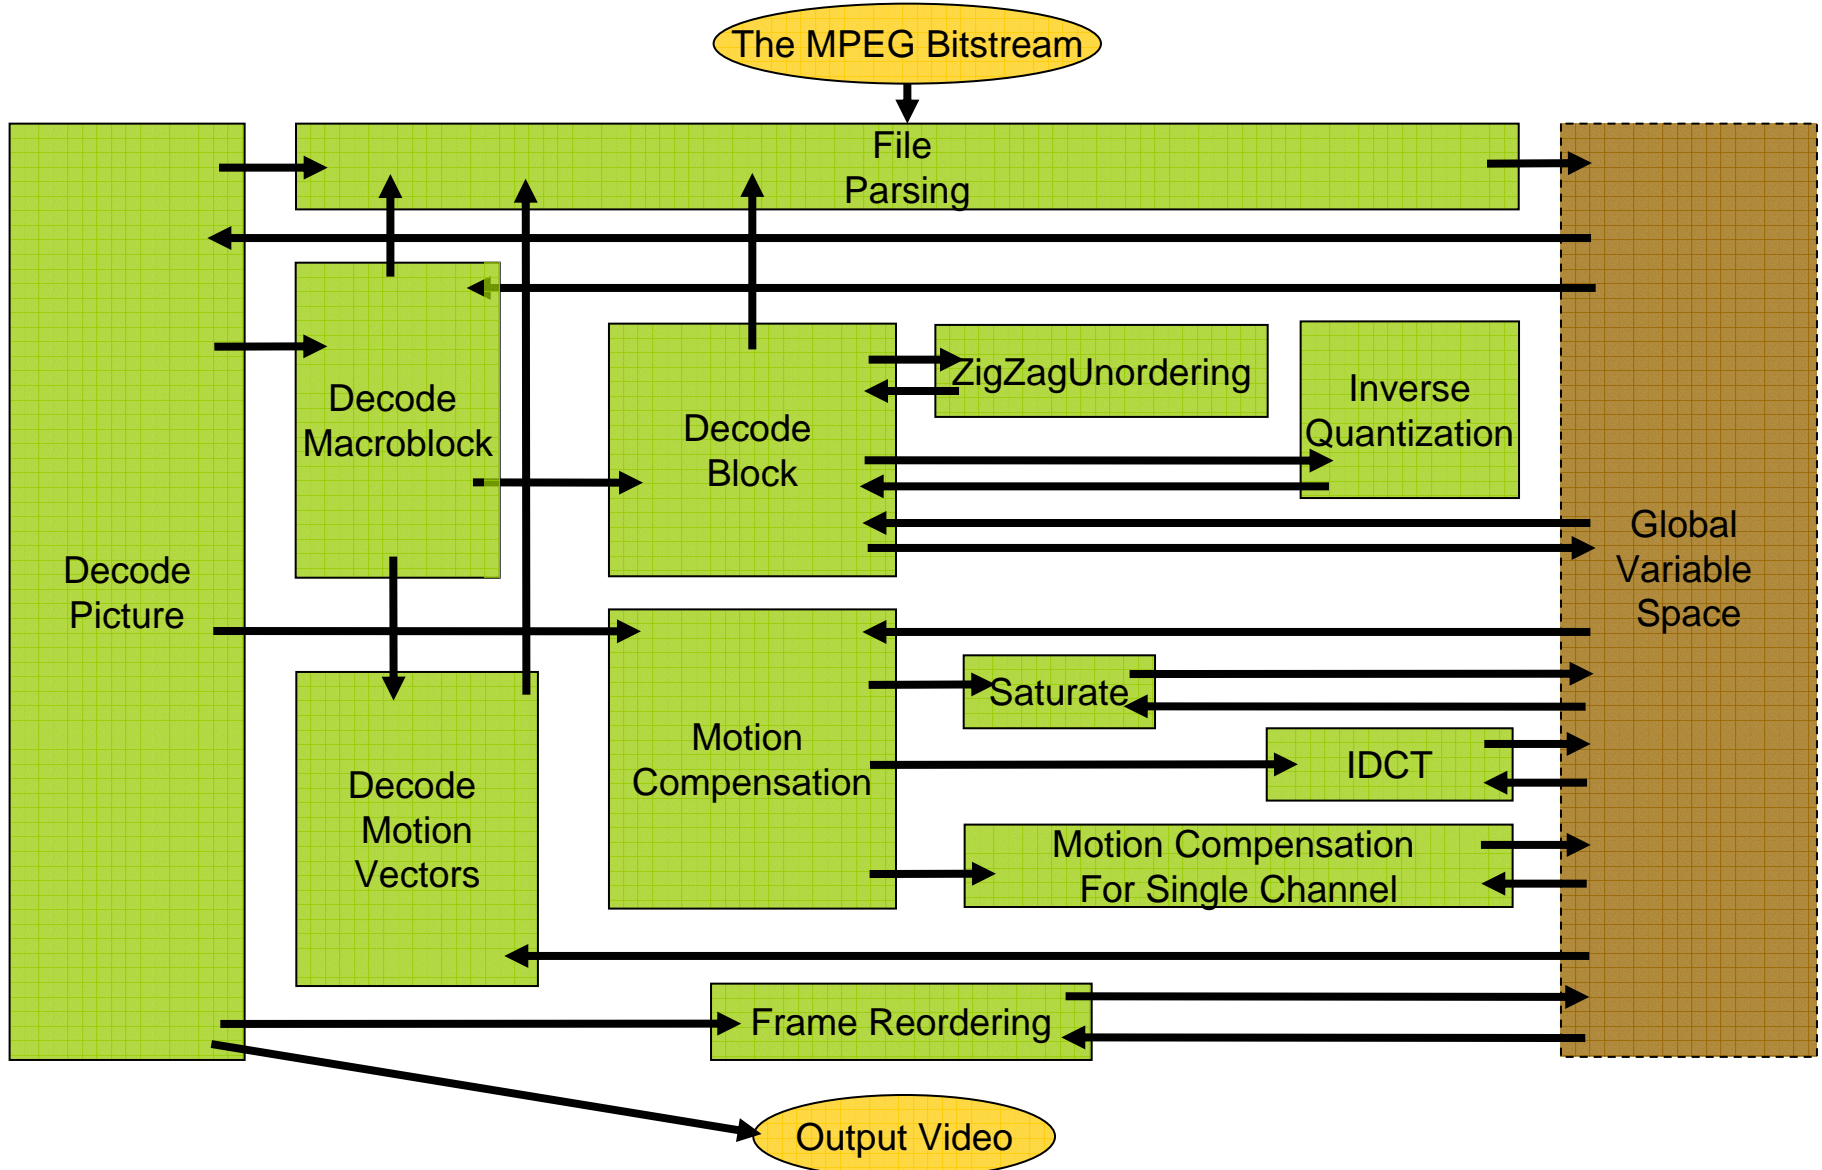 The MPEG Bitstream
File
Parsing
Decode
Picture
Decode
Macroblock
Decode
Block
ZigZagUnordering
Inverse
Quantization
Global
Variable
Space
Decode
Motion
Vectors
Motion
Compensation
Saturate
IDCT
Motion Compensation
For Single Channel
Frame Reordering
Output Video